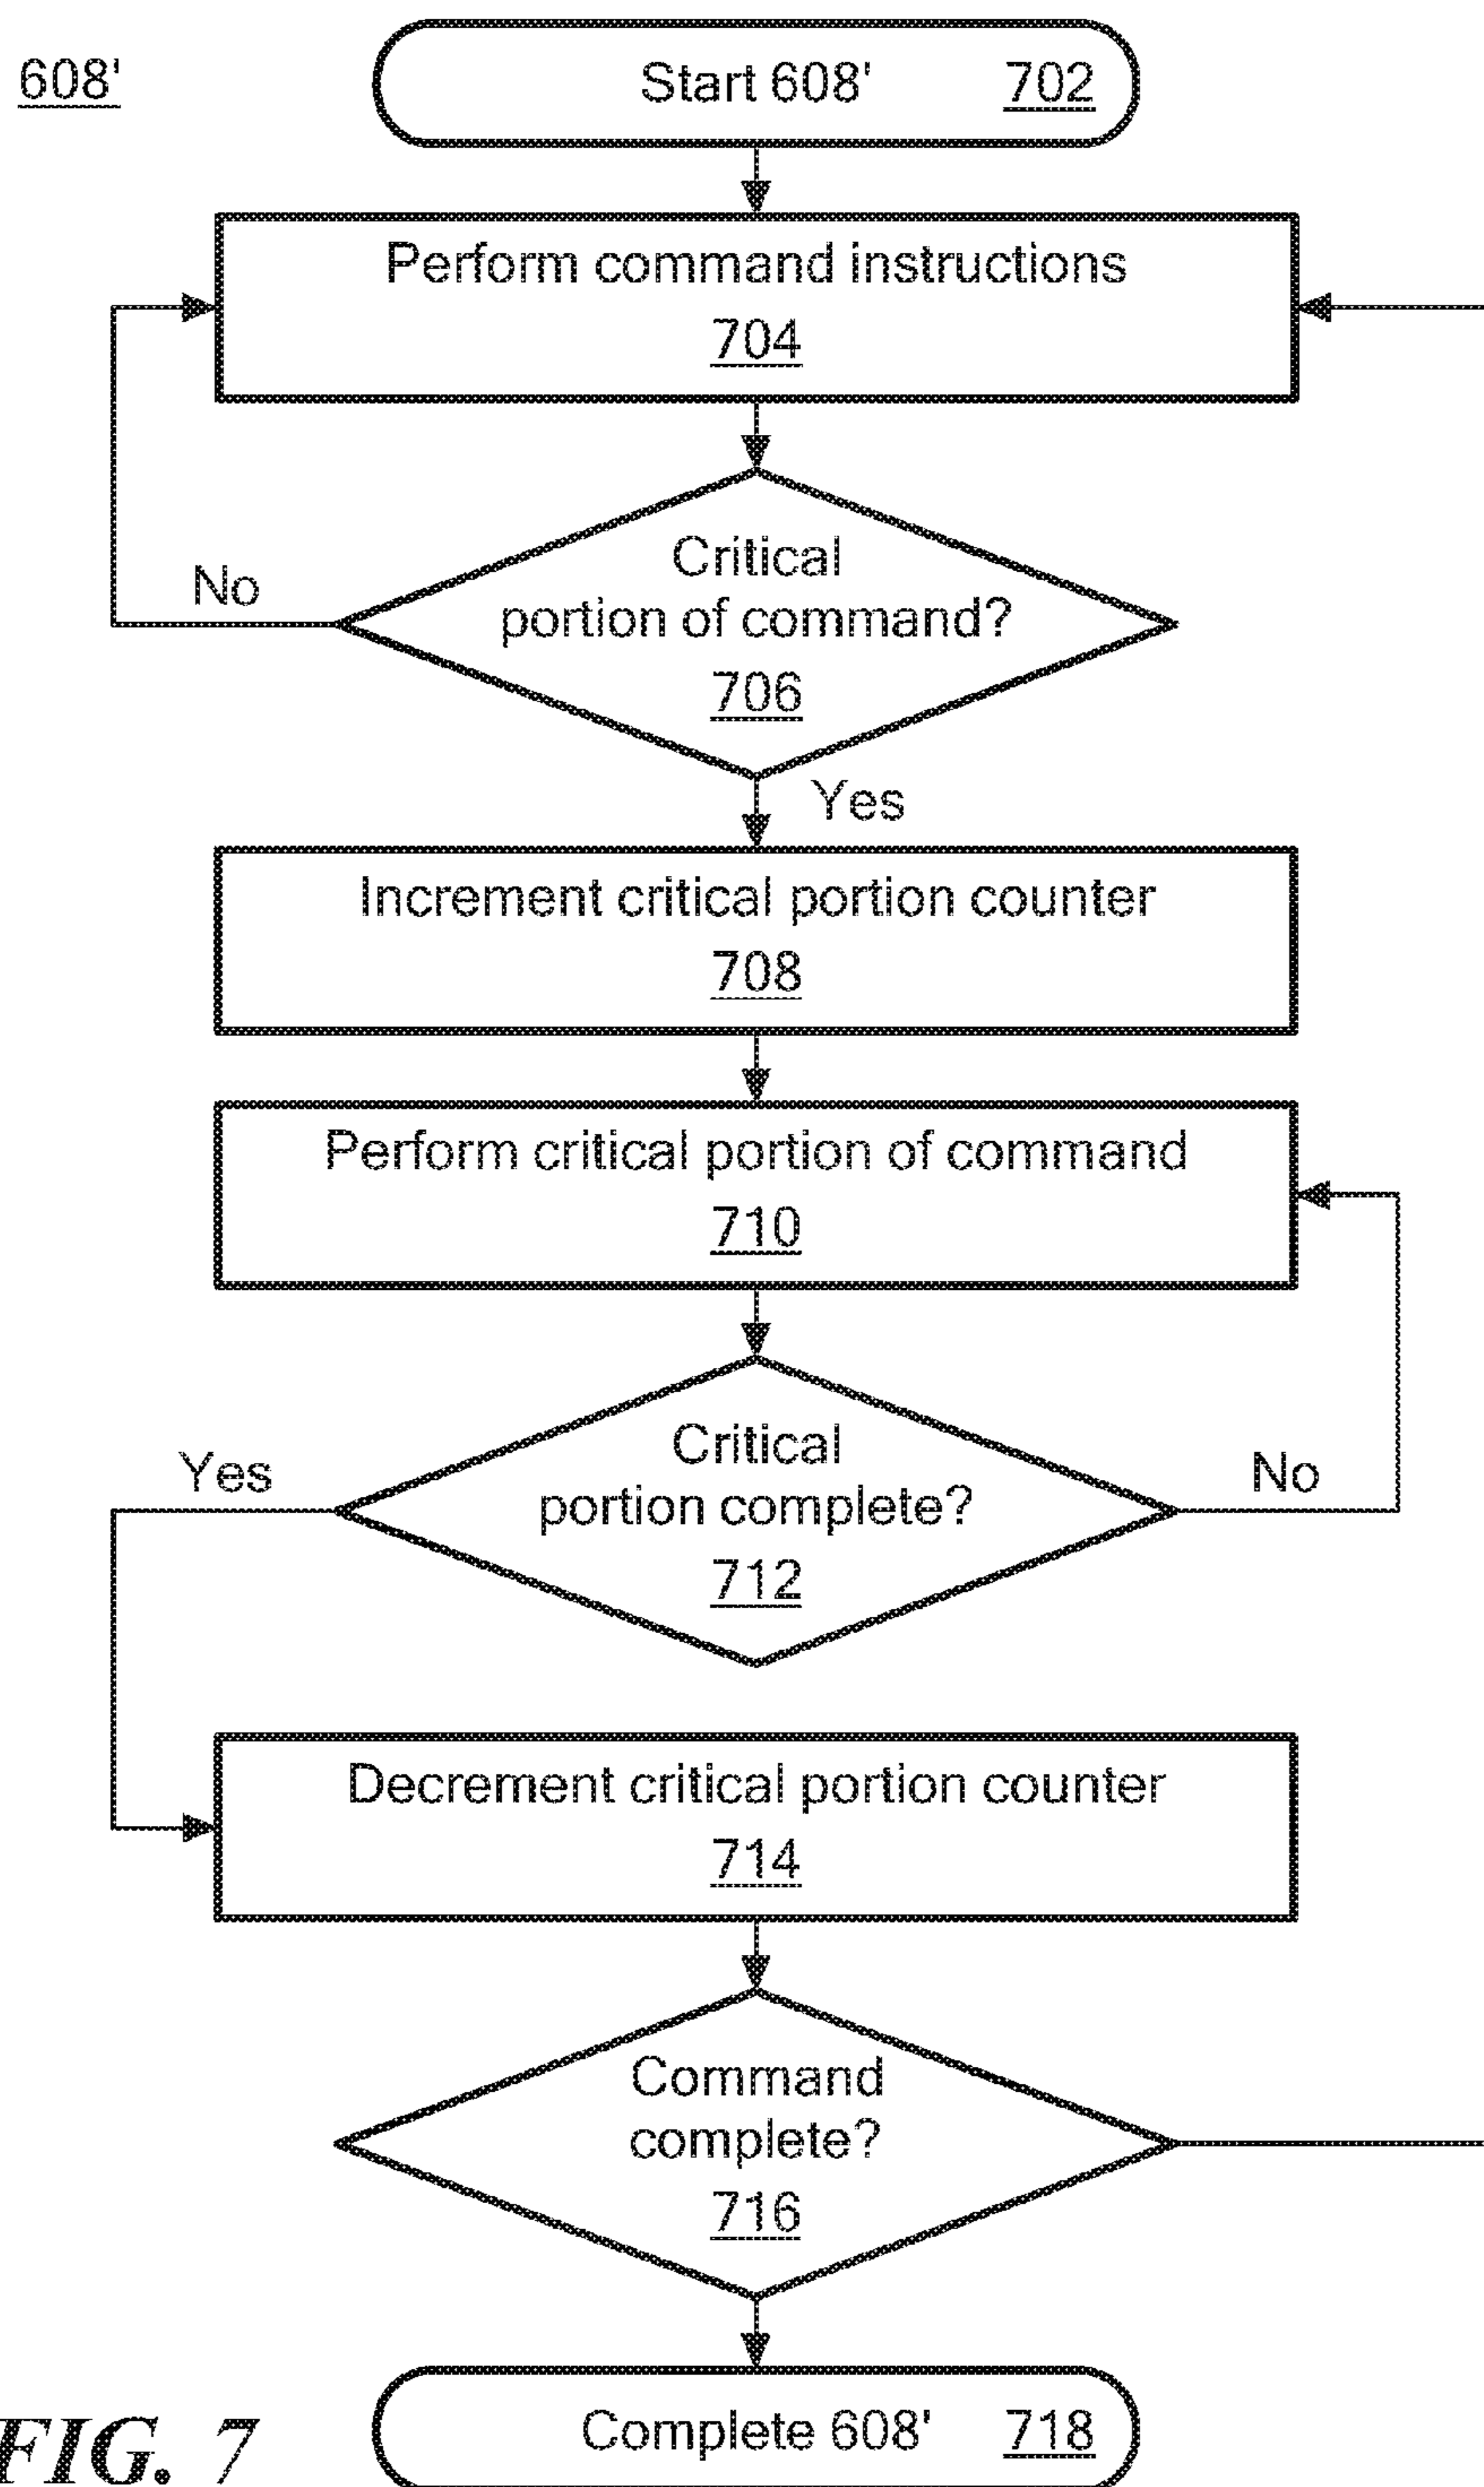 608'
Start 608' 702
Perform command instructions
704
Critical
portion of command?
706
No
Yes
Increment critical portion counter
708
Perform critical portion of command
710
Critical
portion complete?
712
Yes
No
Decrement critical portion counter
714
Command
complete?
716
Complete 608' 718
FIG. 7